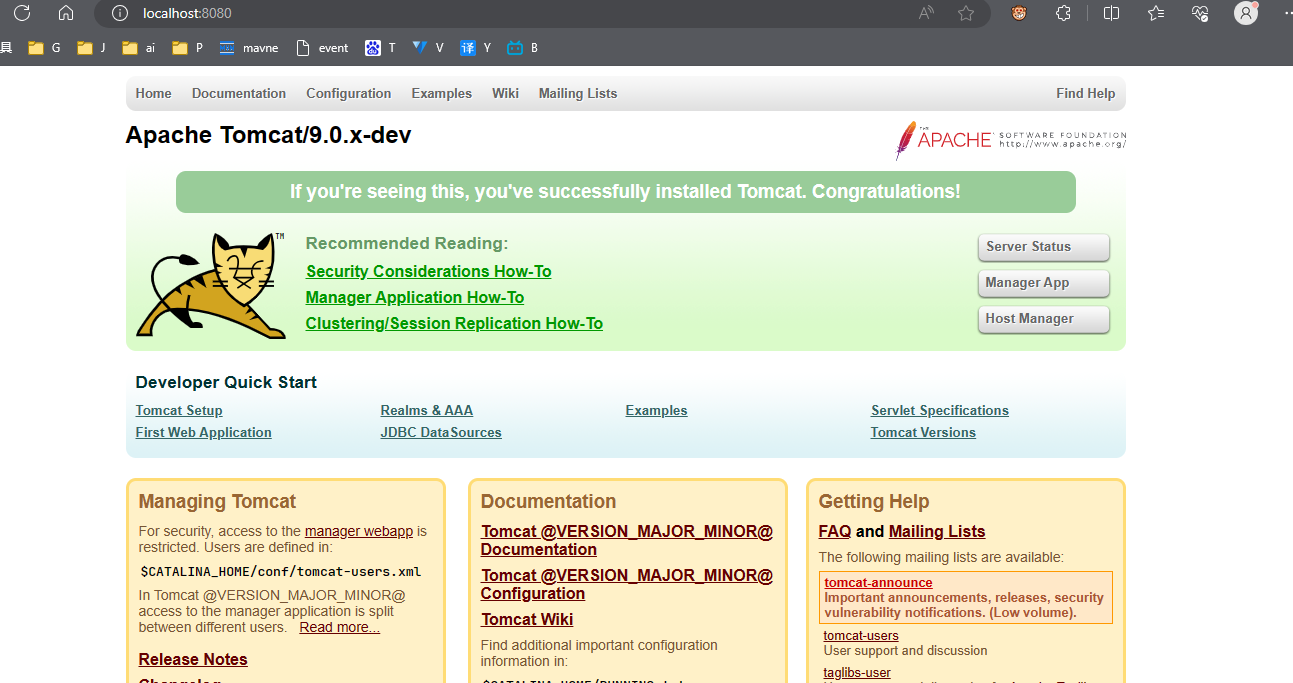 localhost:8080
具 G J ai P mavne event T V 译 Y B
Home Documentation Configuration Examples Wiki Mailing Lists Find Help
Apache Tomcat/9.0.x-dev
THE APACHE SOFTWARE FOUNDATION
http://www.apache.org/
If you're seeing this, you've successfully installed Tomcat. Congratulations!
TM
Recommended Reading:
Security Considerations How-To
Manager Application How-To
Clustering/Session Replication How-To
Server Status
Manager App
Host Manager
Developer Quick Start
Tomcat Setup
First Web Application
Realms & AAA
JDBC DataSources
Examples
Servlet Specifications
Tomcat Versions
Managing Tomcat
For security, access to the manager webapp is
restricted. Users are defined in:
$CATALINA_HOME/conf/tomcat-users.xml
In Tomcat @VERSION_MAJOR_MINOR@
access to the manager application is split
between different users. Read more...
Release Notes
Changelog
Documentation
Tomcat @VERSION_MAJOR_MINOR@
Documentation
Tomcat @VERSION_MAJOR_MINOR@
Configuration
Tomcat Wiki
Find additional important configuration
information in:
Getting Help
FAQ and Mailing Lists
The following mailing lists are available:
tomcat-announce
Important announcements, releases, security
vulnerability notifications. (Low volume).
tomcat-users
User support and discussion
taglibs-user